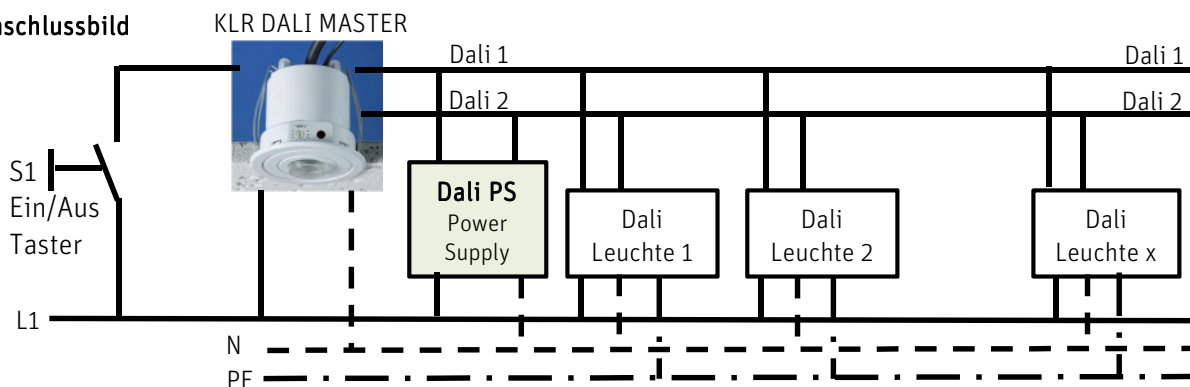 nschlussbild
KLR DALI MASTER
Dali 1
Dali 1
Dali 2
Dali 2
S1
Ein/Aus
Taster
Dali PS
Power
Supply
Dali
Leuchte 1
Dali
Leuchte 2
Dali
Leuchte x
L1
N
PE